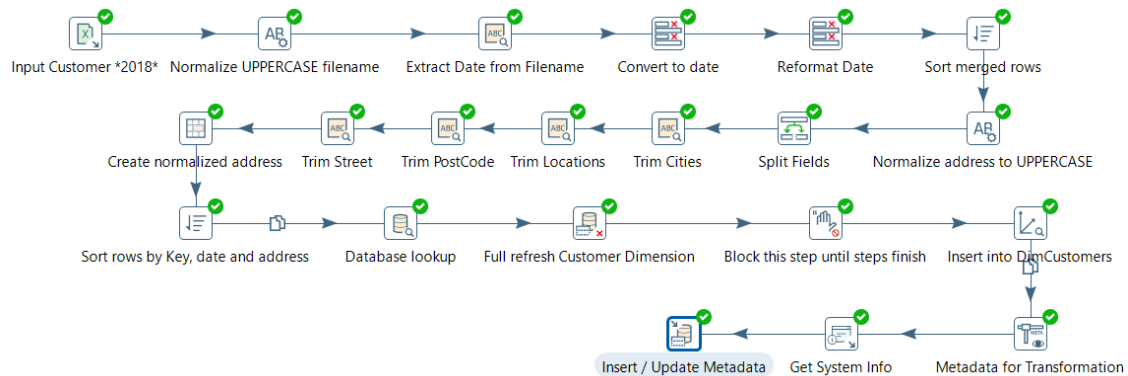 Input Customer *2018*
Normalize UPPERCASE filename
Extract Date from Filename
Convert to date
Reformat Date
Sort merged rows
Create normalized address
Trim Street
Trim PostCode
Trim Locations
Trim Cities
Split Fields
Normalize address to UPPERCASE
Sort rows by Key, date and address
Database lookup
Full refresh Customer Dimension
Block this step until steps finish
Insert into DimCustomers
Insert / Update Metadata
Get System Info
Metadata for Transformation